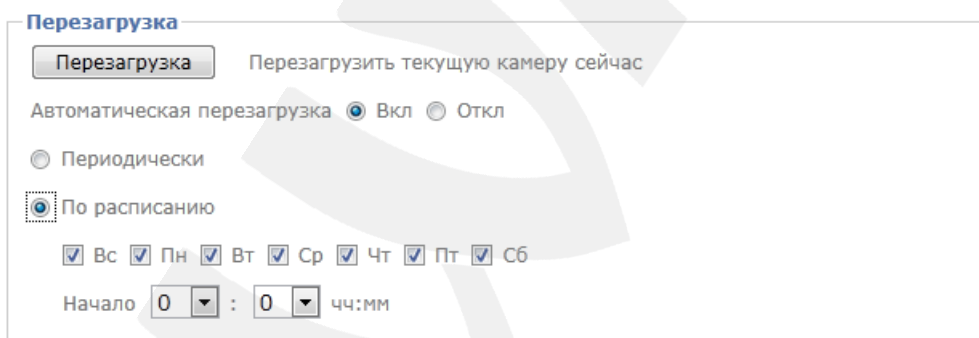 Перезагрузка
Перезагрузка Перезагрузить текущую камеру сейчас
Автоматическая перезагрузка Вкл Откл
Периодически
По расписанию
Вс Пн Вт Ср Чт Пт Сб
Начало 0 : 0 чч:мм